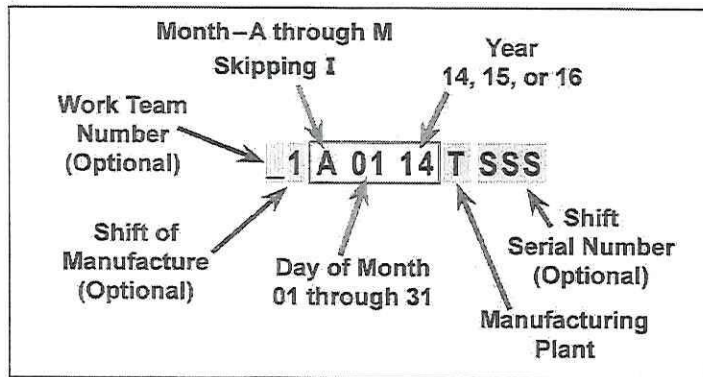 Month–A through M
Skipping I
Year
14, 15, or 16
Work Team
Number
(Optional)
_ 1 A 01 14 T SSS
Shift of
Manufacture
(Optional)
Day of Month
01 through 31
Shift
Serial Number
(Optional)
Manufacturing
Plant